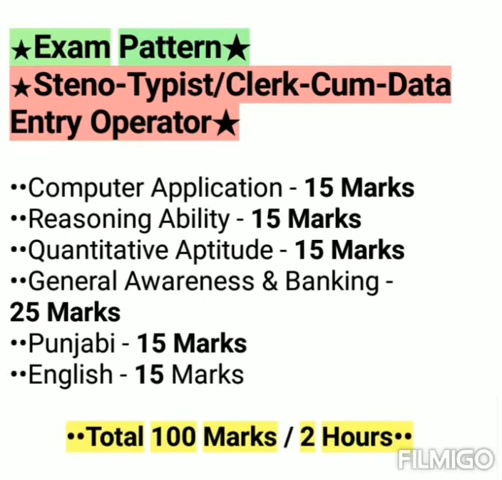 ★Exam Pattern★
★Steno-Typist/Clerk-Cum-Data
Entry Operator★
••Computer Application - 15 Marks
••Reasoning Ability - 15 Marks
••Quantitative Aptitude - 15 Marks
••General Awareness & Banking -
25 Marks
••Punjabi - 15 Marks
••English - 15 Marks
••Total 100 Marks / 2 Hours••
FILMIGO